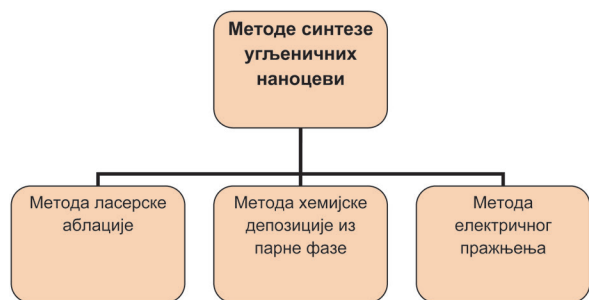 Методе синтезе
угљеничних
наноцеви
Метода ласерске
аблације
Метода хемијске
депозиције из
парне фазе
Метода
електричног
пражњења